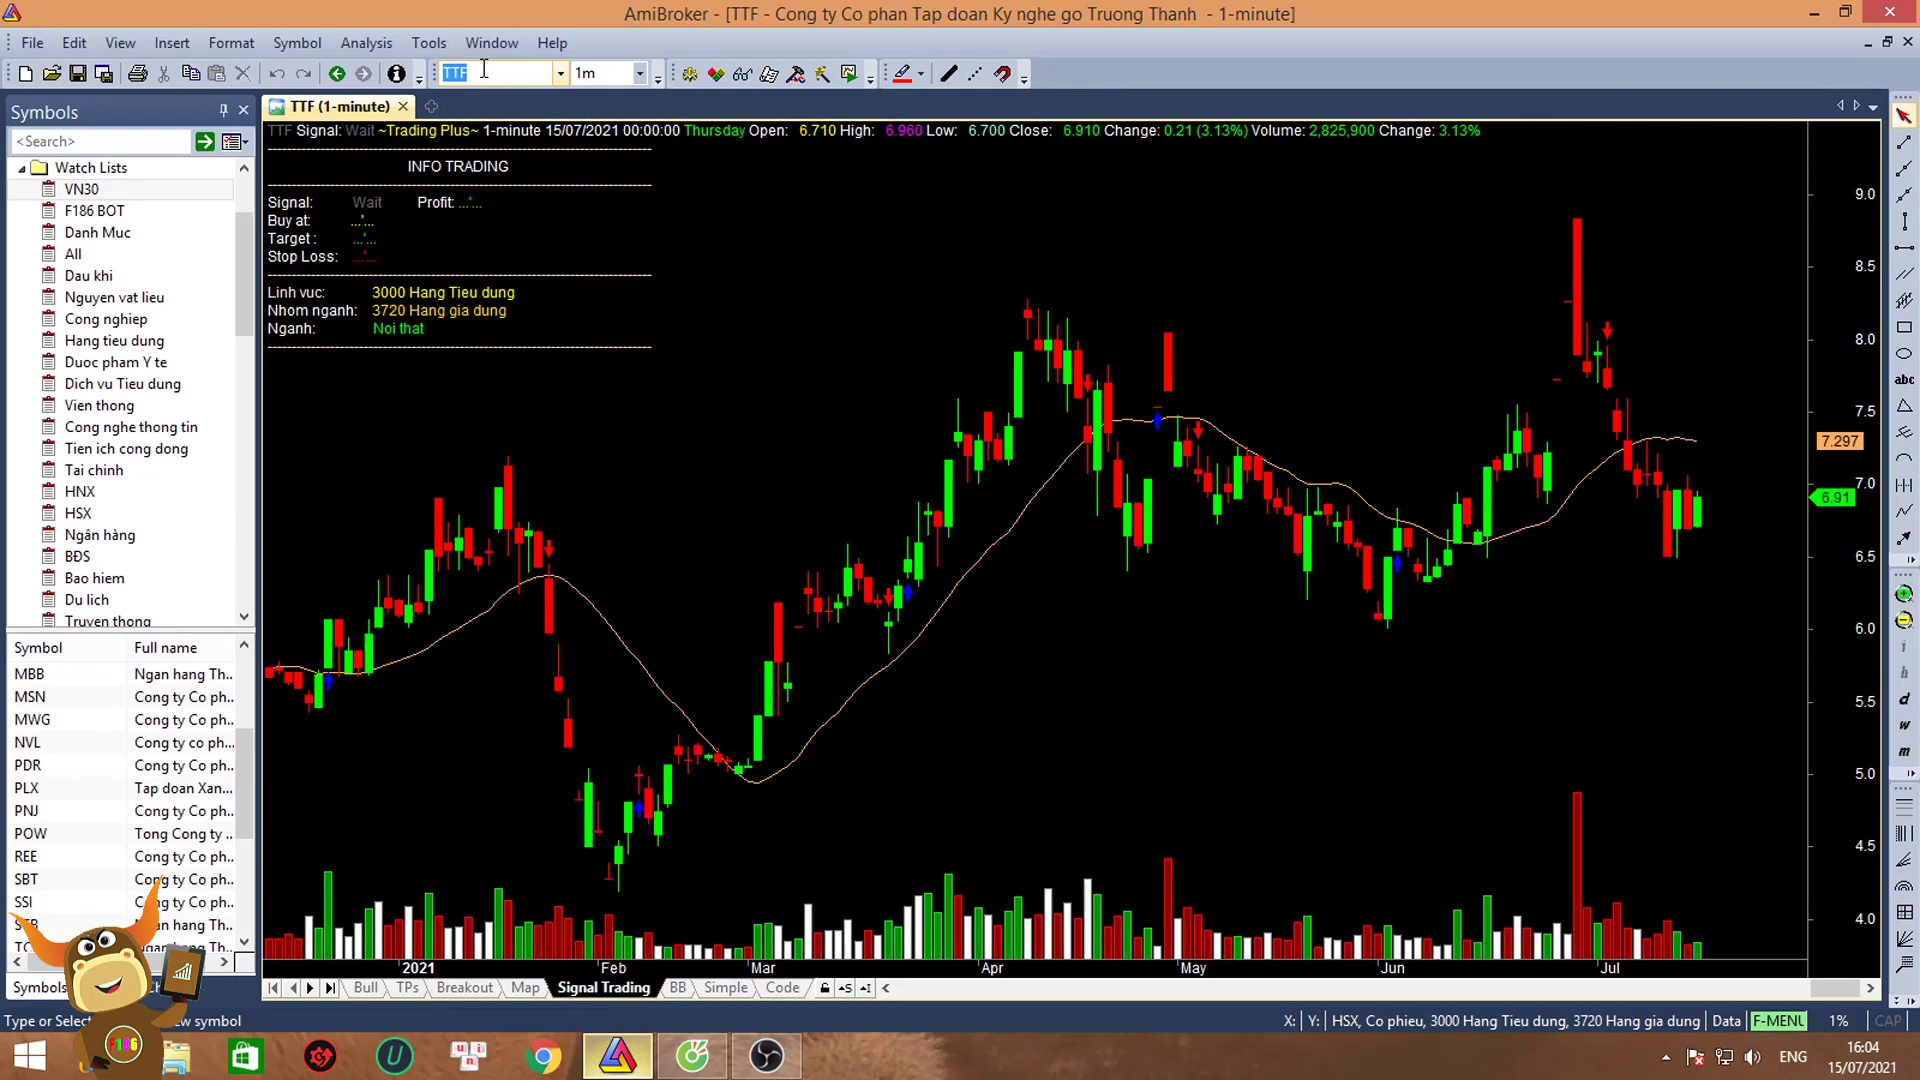 AmiBroker - [TTF - Cong ty Co phan Tap doan Ky nghe go Truong Thanh - 1-minute]
File Edit View Insert Format Symbol Analysis Tools Window Help
TTF 1m
Symbols
TTF (1-minute)
<Search>
TTF Signal: Wait ~Trading Plus~ 1-minute 15/07/2021 00:00:00 Thursday Open: 6.710 High: 6.960 Low: 6.700 Close: 6.910 Change: 0.21 (3.13%) Volume: 2,825,900 Change: 3.13%
INFO TRADING
Signal: Wait Profit: ...'...
Buy at: ...'...
Target : ...'...
Stop Loss: ...'...
Linh vuc: 3000 Hang Tieu dung
Nhom nganh: 3720 Hang gia dung
Nganh: Noi that
Watch Lists
VN30
F186 BOT
Danh Muc
All
Dau khi
Nguyen vat lieu
Cong nghiep
Hang tieu dung
Duoc pham Y te
Dich vu Tieu dung
Vien thong
Cong nghe thong tin
Tien ich cong dong
Tai chinh
HNX
HSX
Ngân hàng
BĐS
Bao hiem
Du lich
Truyen thong
Symbol Full name
MBB Ngan hang Th...
MSN Cong ty Co ph...
MWG Cong ty Co ph...
NVL Cong ty co ph...
PDR Cong ty Co ph...
PLX Tap doan Xan...
PNJ Cong ty Co ph...
POW Tong Cong ty ...
REE Cong ty Co ph...
SBT Cong ty Co ph...
SSI Cong ty Co ph...
9.0
8.5
8.0
7.5
7.297
7.0
6.91
6.5
6.0
5.5
5.0
4.5
4.0
2021 Feb Mar Apr May Jun Jul
abc
i
h
d
w
m
Symbols
Bull TPs Breakout Map Signal Trading BB Simple Code
Type or Select
symbol
X: Y: HSX, Co phieu, 3000 Hang Tieu dung, 3720 Hang gia dung Data F-MENU 1% CAP
F186
U
ENG
16:04
15/07/2021